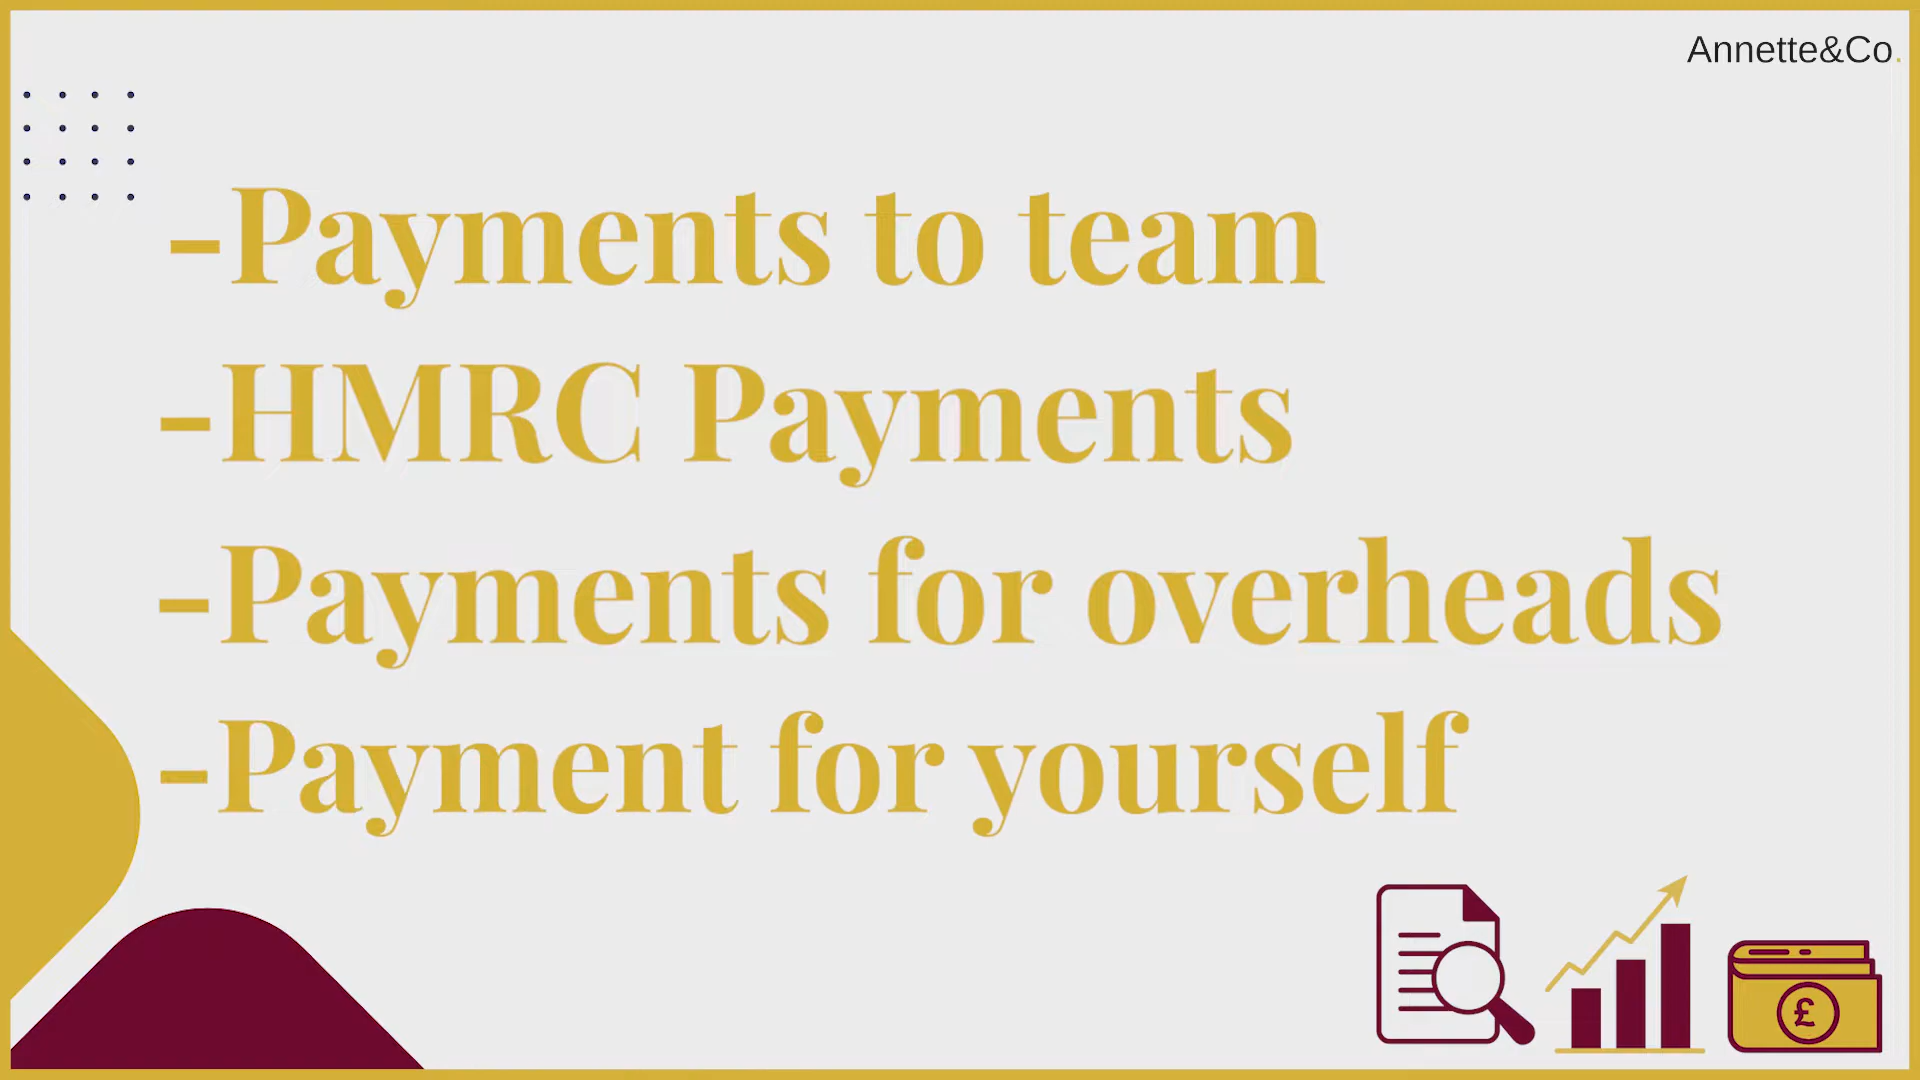 Annette&Co.
-Payments to team
-HMRC Payments
-Payments for overheads
-Payment for yourself
£